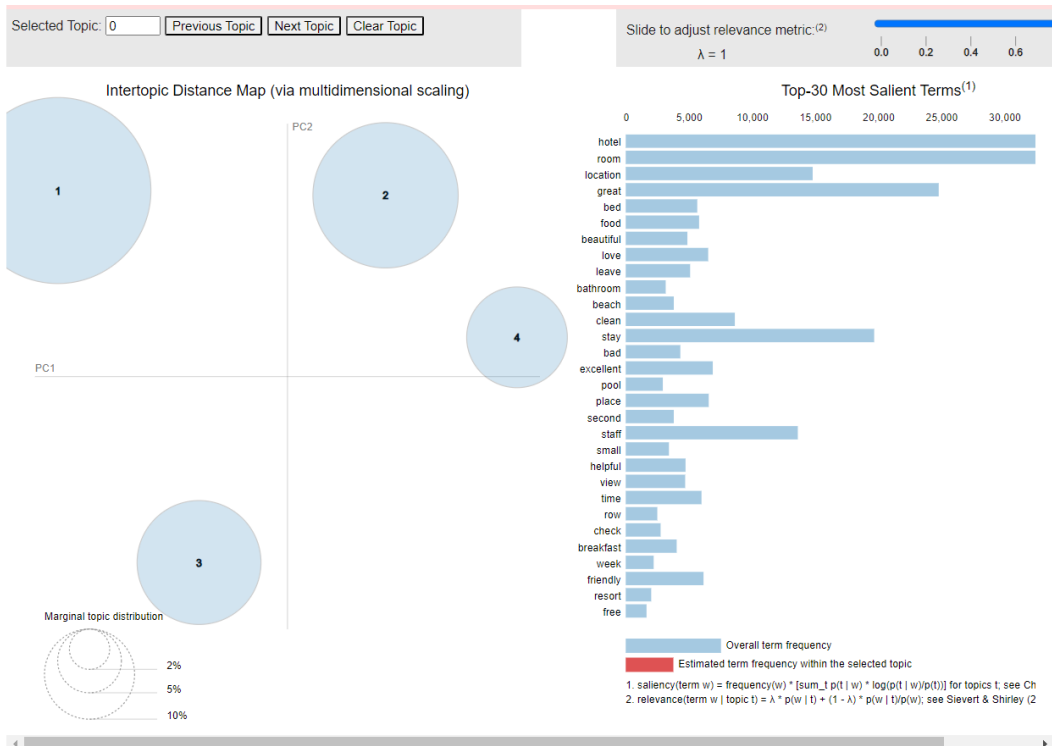 Selected Topic: 0 Previous Topic Next Topic Clear Topic
Slide to adjust relevance metric:(2)
λ = 1
0.0 0.2 0.4 0.6
Intertopic Distance Map (via multidimensional scaling)
PC2
PC1
1
2
4
3
Marginal topic distribution
2%
5%
10%
Top-30 Most Salient Terms(1)
0 5,000 10,000 15,000 20,000 25,000 30,000
hotel
room
location
great
bed
food
beautiful
love
leave
bathroom
beach
clean
stay
bad
excellent
pool
place
second
staff
small
helpful
view
time
row
check
breakfast
week
friendly
resort
free
Overall term frequency
Estimated term frequency within the selected topic
1. saliency(term w) = frequency(w) * [sum_t p(t | w) * log(p(t | w)/p(t))] for topics t; see Ch
2. relevance(term w | topic t) = λ * p(w | t) + (1 - λ) * p(w | t)/p(w); see Sievert & Shirley (2